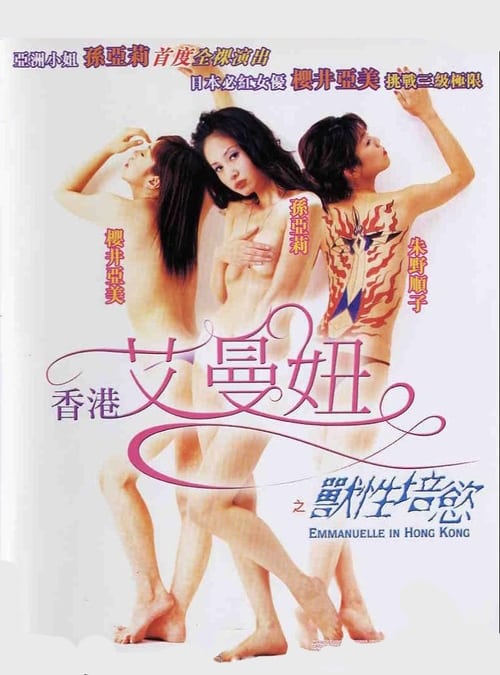 亞洲小姐 孫亞莉 首度全裸演出
日本必紅女優 櫻井亞美 挑戰三級極限
櫻井亞美
孫亞莉
朱野順子
香港艾曼妞
之獸性培慾
EMMANUELLE IN HONG KONG